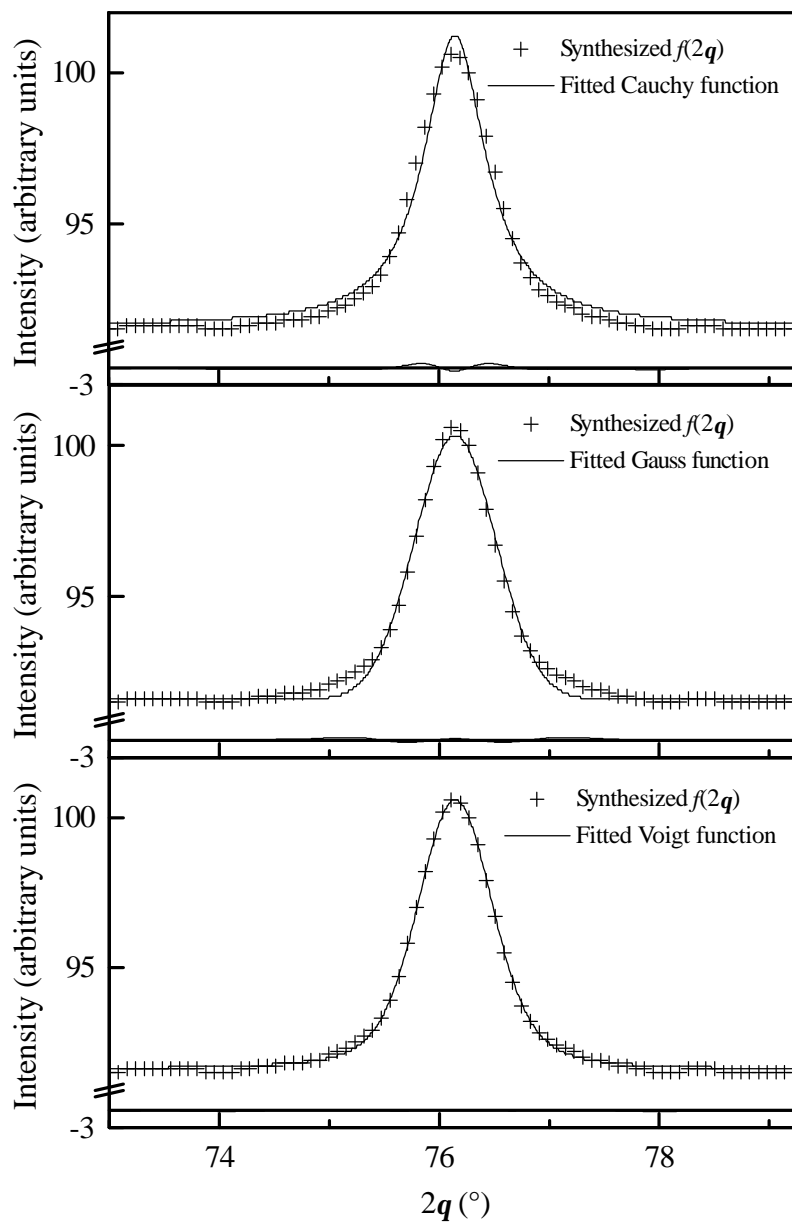 Intensity (arbitrary units)
100
95
-3
Synthesized f(2q)
Fitted Cauchy function
Intensity (arbitrary units)
100
95
-3
Synthesized f(2q)
Fitted Gauss function
Intensity (arbitrary units)
100
95
-3
Synthesized f(2q)
Fitted Voigt function
74 76 78
2q (°)